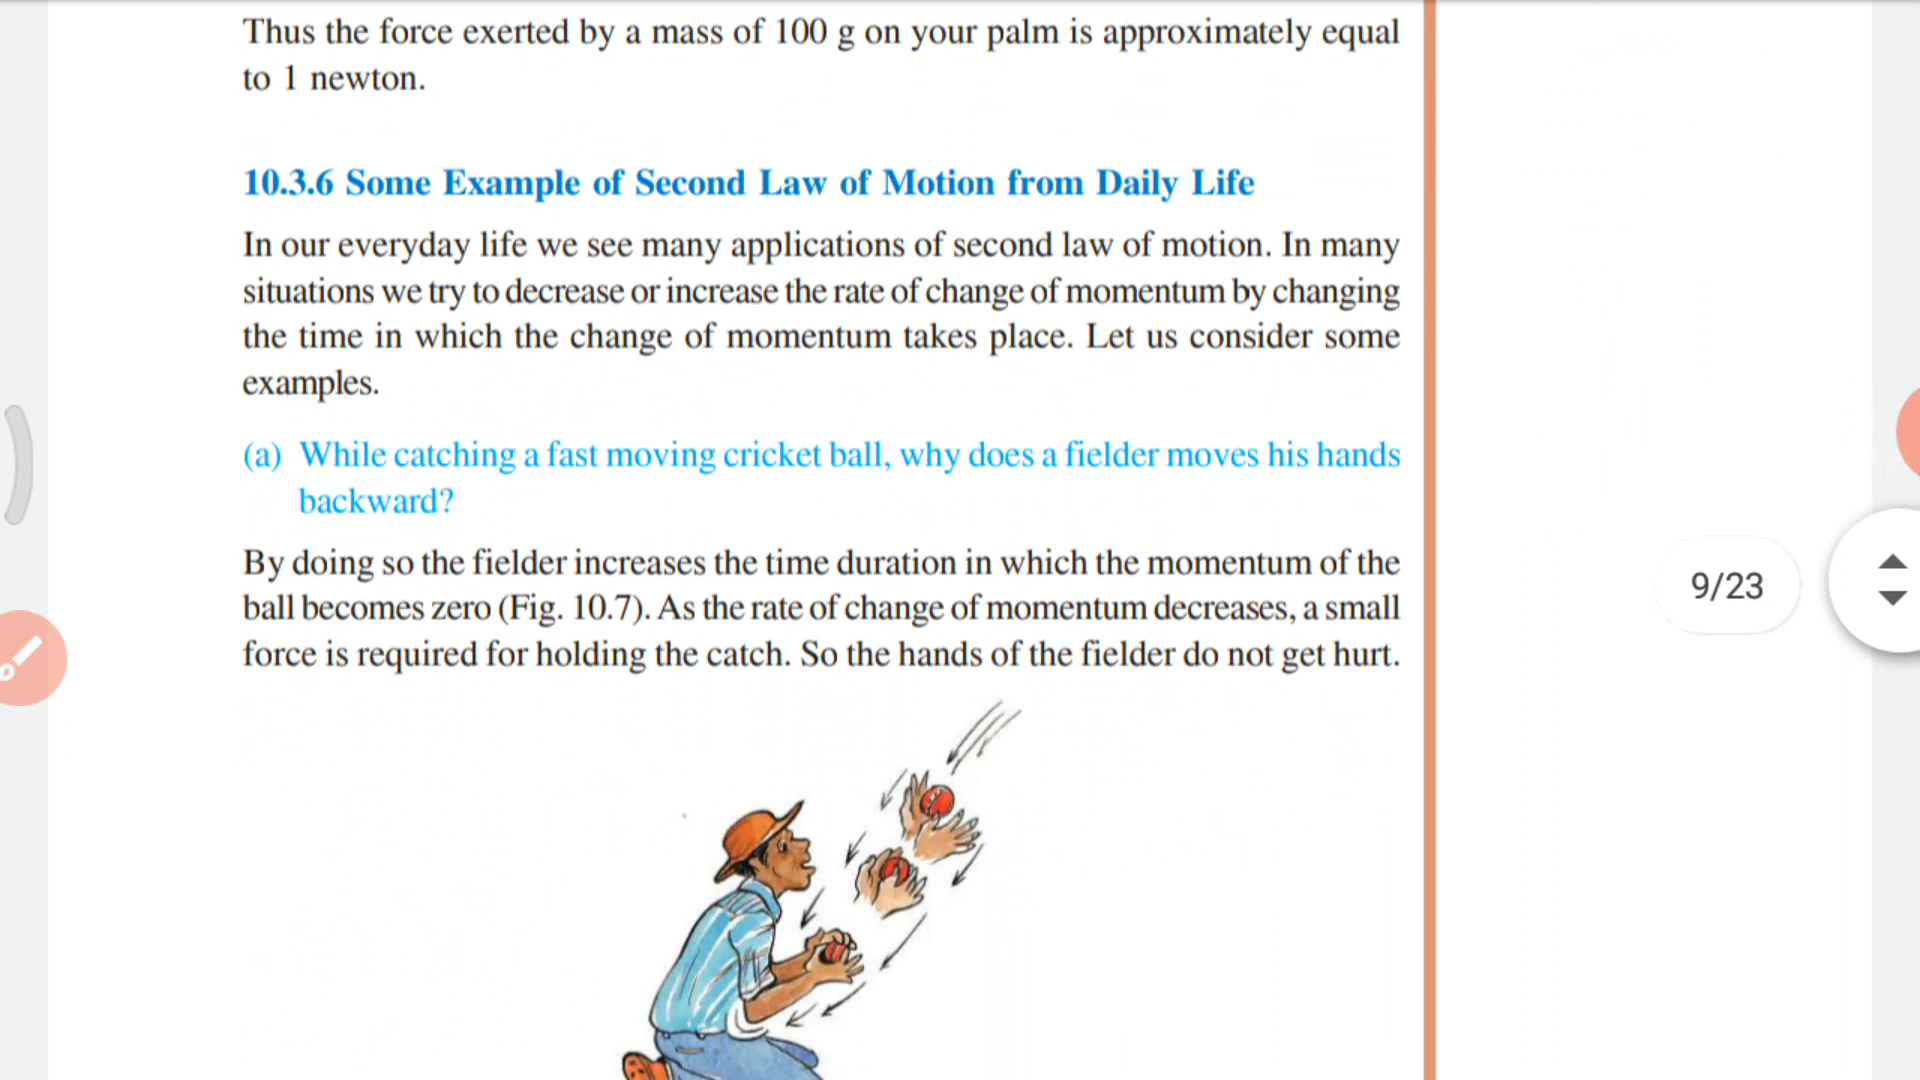 Thus the force exerted by a mass of 100 g on your palm is approximately equal
to 1 newton.
10.3.6 Some Example of Second Law of Motion from Daily Life
In our everyday life we see many applications of second law of motion. In many
situations we try to decrease or increase the rate of change of momentum by changing
the time in which the change of momentum takes place. Let us consider some
examples.
(a) While catching a fast moving cricket ball, why does a fielder moves his hands
backward?
By doing so the fielder increases the time duration in which the momentum of the
ball becomes zero (Fig. 10.7). As the rate of change of momentum decreases, a small
force is required for holding the catch. So the hands of the fielder do not get hurt.
9/23